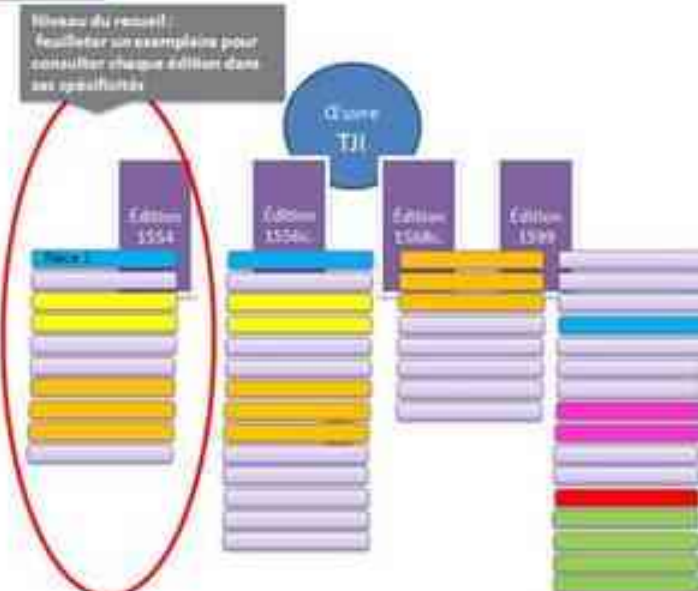 Niveau du recueil :
feuilleter un exemplaire pour
consulter chaque édition dans
ses spécificités
Œuvre
TJI
Édition
1554
Édition
1556c.
Édition
1568c.
Édition
1599
Pièce 1